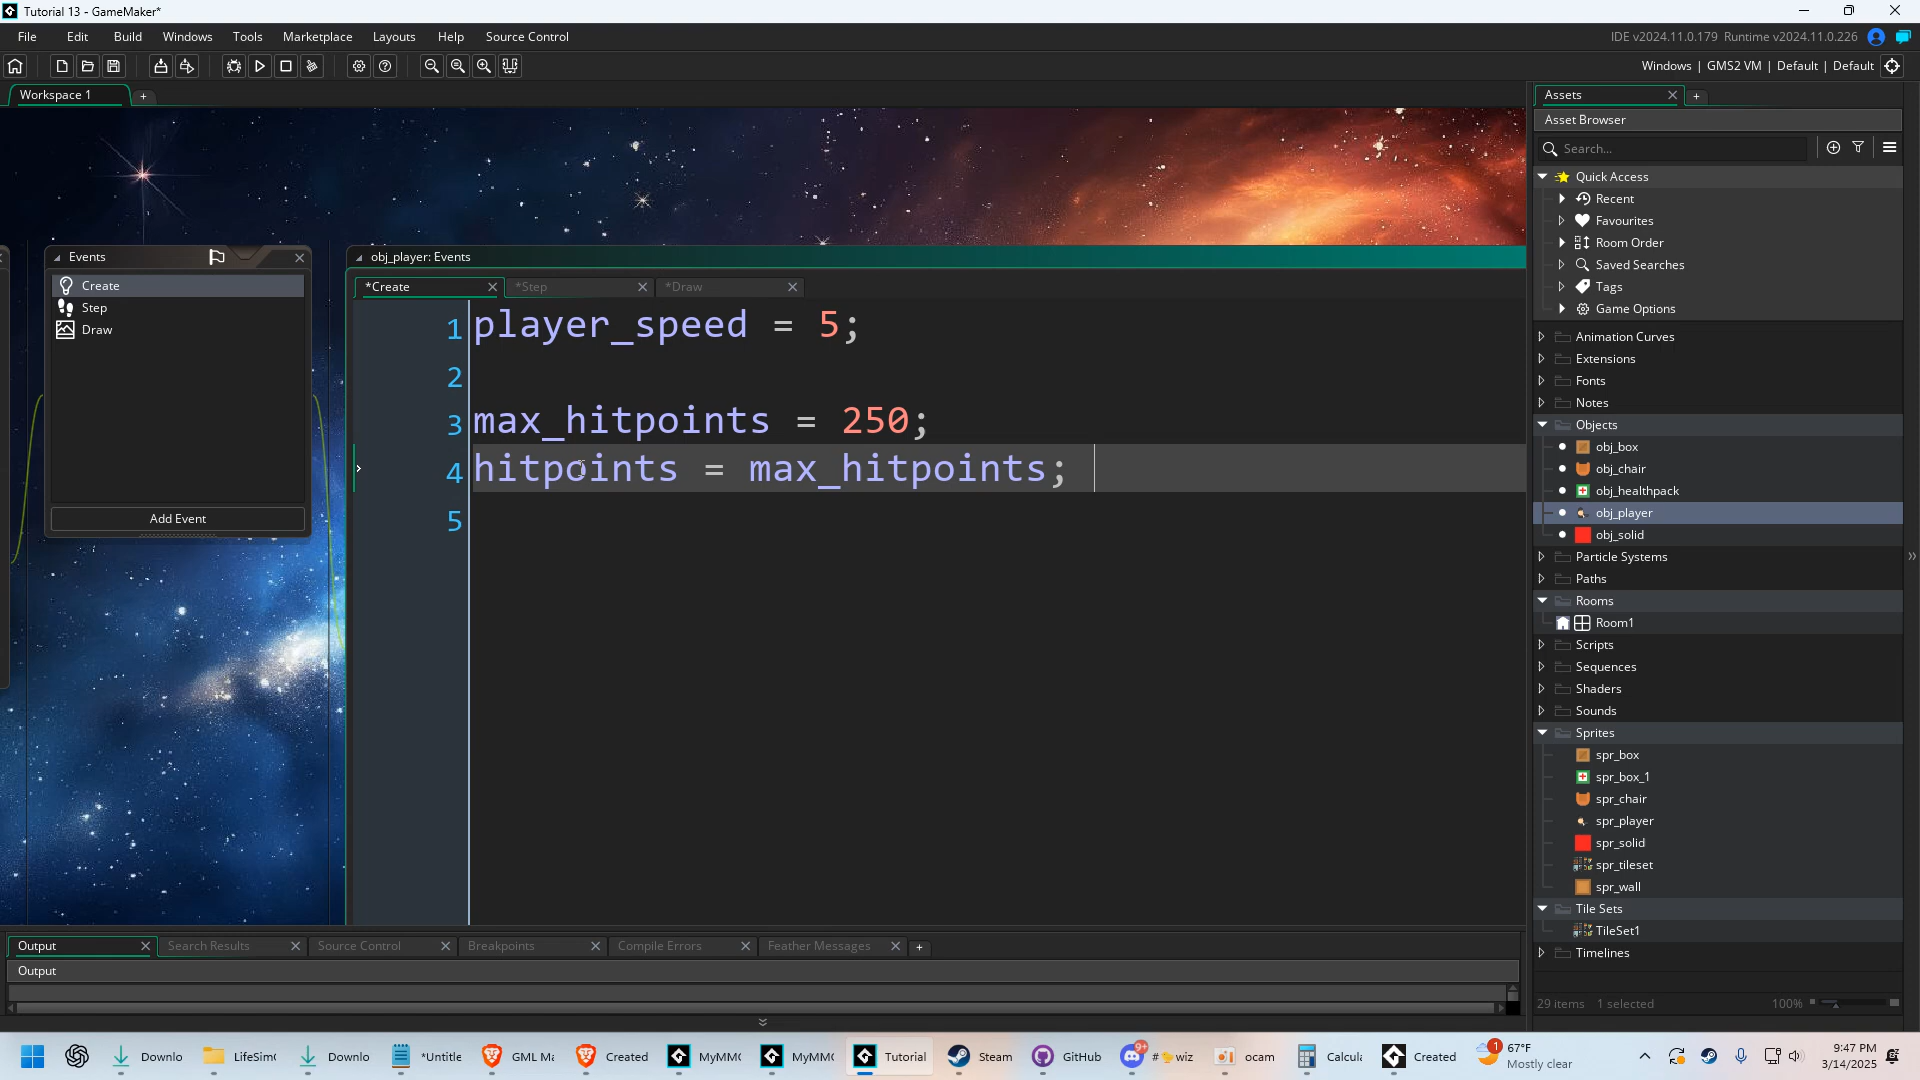 Tutorial 13 - GameMaker*
File Edit Build Windows Tools Marketplace Layouts Help Source Control
IDE v2024.11.0.179 Runtime v2024.11.0.226
Windows | GMS2 VM | Default | Default
Workspace 1
Assets
Asset Browser
Search...
Quick Access
Recent
Favourites
Room Order
Saved Searches
Tags
Game Options
Animation Curves
Extensions
Fonts
Notes
Objects
obj_box
obj_chair
obj_healthpack
obj_player
obj_solid
Particle Systems
Paths
Rooms
Room1
Scripts
Sequences
Shaders
Sounds
Sprites
spr_box
spr_box_1
spr_chair
spr_player
spr_solid
spr_tileset
spr_wall
Tile Sets
TileSet1
Timelines
29 items 1 selected 100%
Events
Create
Step
Draw
Add Event
obj_player: Events
*Create *Step *Draw
1 player_speed = 5;
2
3 max_hitpoints = 250;
4 hitpoints = max_hitpoints;
5
Output Search Results Source Control Breakpoints Compile Errors Feather Messages
Output
Downlo LifeSim Downlo *Untitle GML Ma Created MyMMO MyMMO Tutorial Steam GitHub # wiz ocam Calcula Created
1 67°F
Mostly clear
9+
9:47 PM
3/14/2025